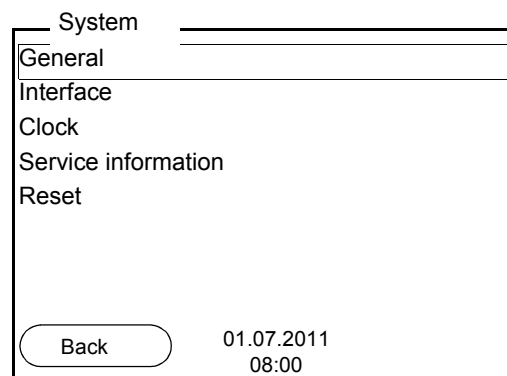 System
General
Interface
Clock
Service information
Reset
Back
01.07.2011
08:00